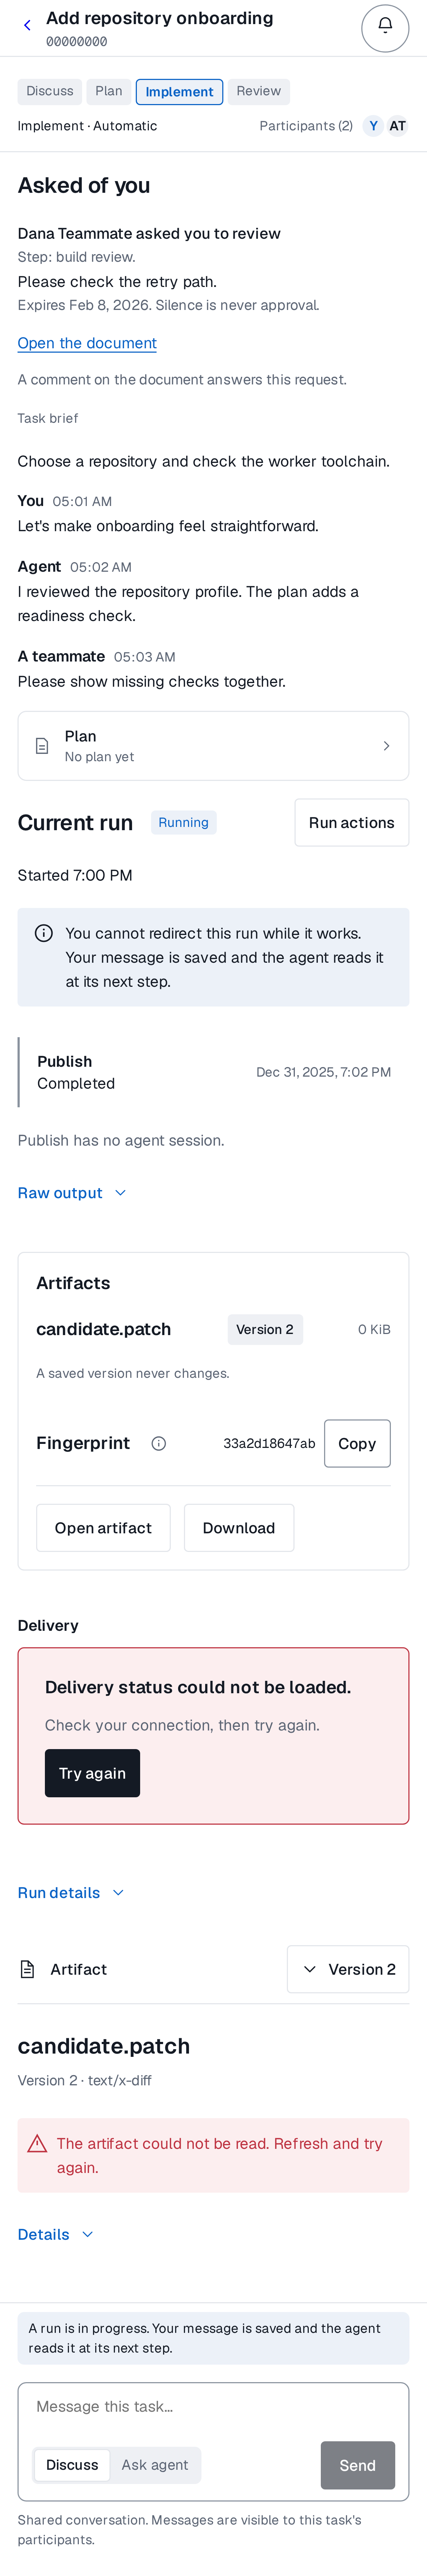 Add repository onboarding
00000000
Discuss
Plan
Implement
Review
Implement · Automatic
Participants (2)
Y
AT
Asked of you
Dana Teammate asked you to review
Step: build review.
Please check the retry path.
Expires Feb 8, 2026. Silence is never approval.
Open the document
A comment on the document answers this request.
Task brief
Choose a repository and check the worker toolchain.
You 05:01 AM
Let's make onboarding feel straightforward.
Agent 05:02 AM
I reviewed the repository profile. The plan adds a
readiness check.
A teammate 05:03 AM
Please show missing checks together.
Plan
No plan yet
Current run
Running
Run actions
Started 7:00 PM
You cannot redirect this run while it works.
Your message is saved and the agent reads it
at its next step.
Publish
Completed
Dec 31, 2025, 7:02 PM
Publish has no agent session.
Raw output
Artifacts
candidate.patch
Version 2
0 KiB
A saved version never changes.
Fingerprint
33a2d18647ab
Copy
Open artifact
Download
Delivery
Delivery status could not be loaded.
Check your connection, then try again.
Try again
Run details
Artifact
Version 2
candidate.patch
Version 2 · text/x-diff
The artifact could not be read. Refresh and try
again.
Details
A run is in progress. Your message is saved and the agent
reads it at its next step.
Message this task...
Discuss
Ask agent
Send
Shared conversation. Messages are visible to this task's
participants.